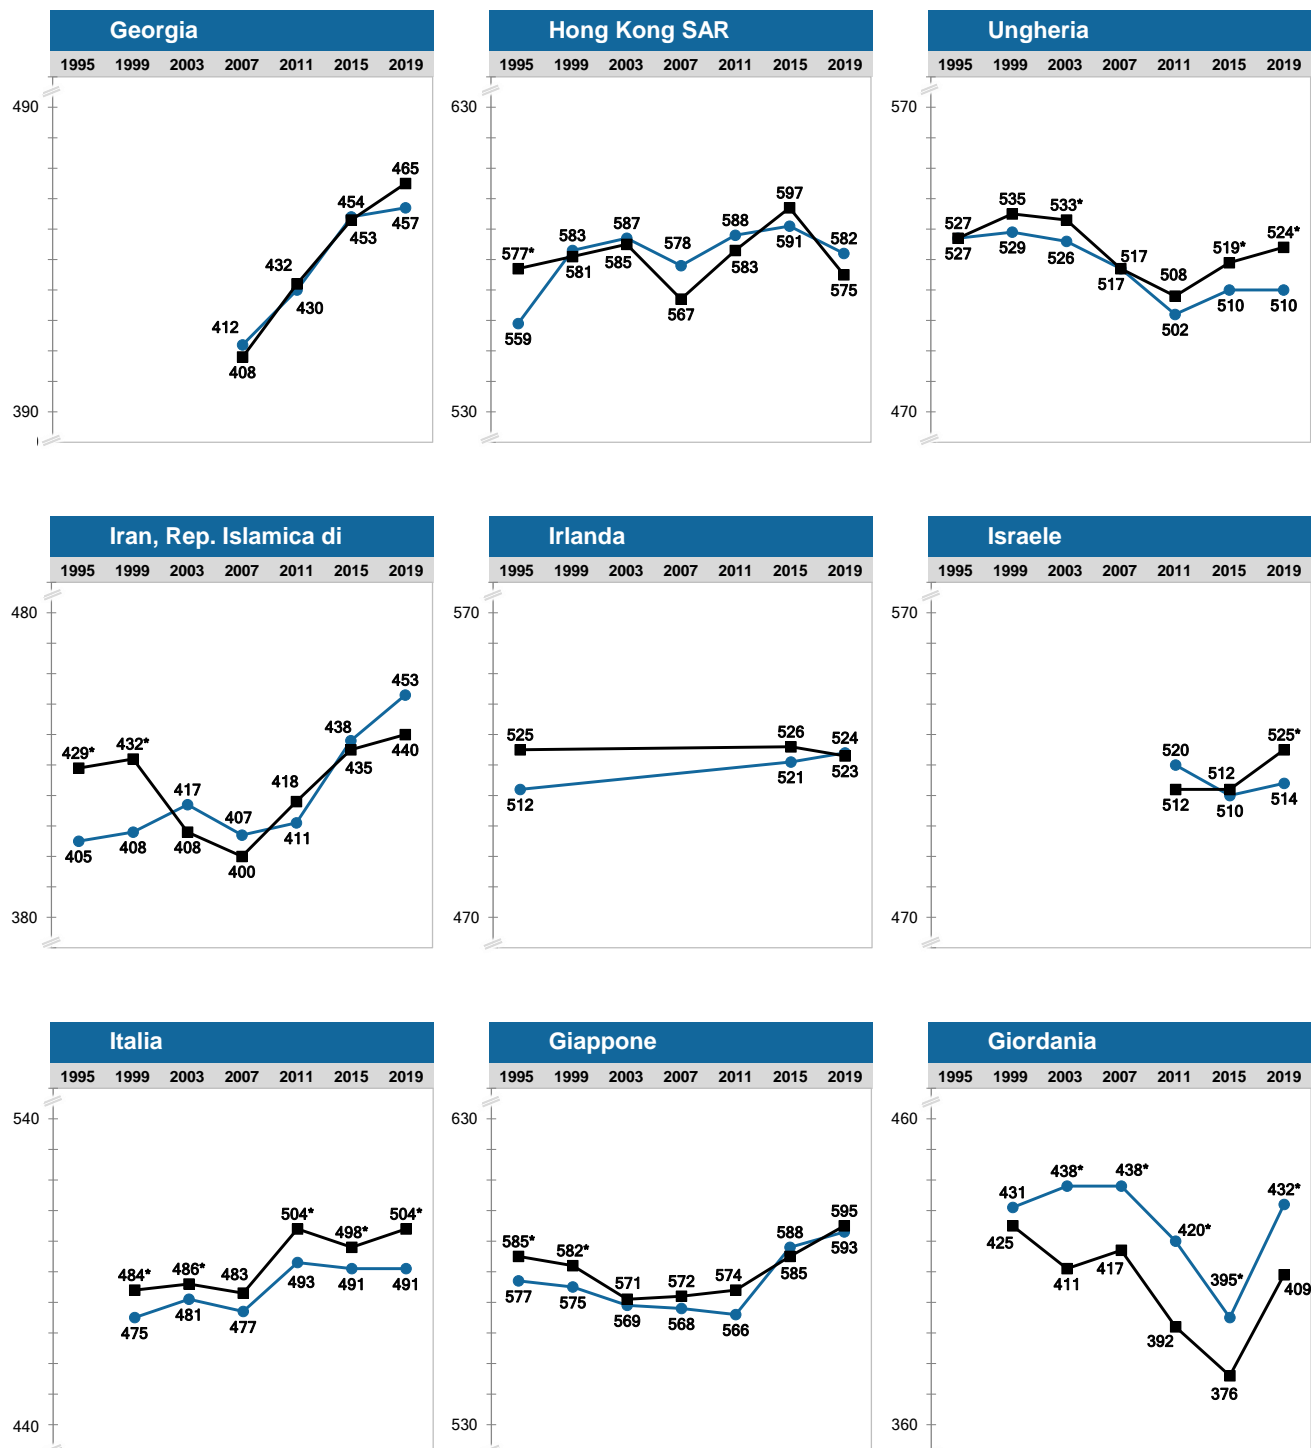 Georgia
1995 1999 2003 2007 2011 2015 2019
490
465
454
457
453
432
430
412
408
390
Hong Kong SAR
1995 1999 2003 2007 2011 2015 2019
630
597
583 587 588
577* 578 591 582
581 585 583
575
567
559
530
Ungheria
1995 1999 2003 2007 2011 2015 2019
570
535 533*
527 524*
529 519*
527 526 517
517 508 510 510
502
470
Iran, Rep. Islamica di
1995 1999 2003 2007 2011 2015 2019
480
453
438
429* 432* 440
435
417 418
407
405 408 408 411
400
380
Irlanda
1995 1999 2003 2007 2011 2015 2019
570
525 526 524
521 523
512
470
Israele
1995 1999 2003 2007 2011 2015 2019
570
525*
520 512
512 510 514
470
Italia
1995 1999 2003 2007 2011 2015 2019
540
504* 498* 504*
484* 486* 483
493 491 491
475 481 477
440
Giappone
1995 1999 2003 2007 2011 2015 2019
630
595
585* 582* 588
593
571 572 574 585
577 575
569 568 566
530
Giordania
1995 1999 2003 2007 2011 2015 2019
460
438* 438*
431 432*
420*
425
411 417
395* 409
392
376
360